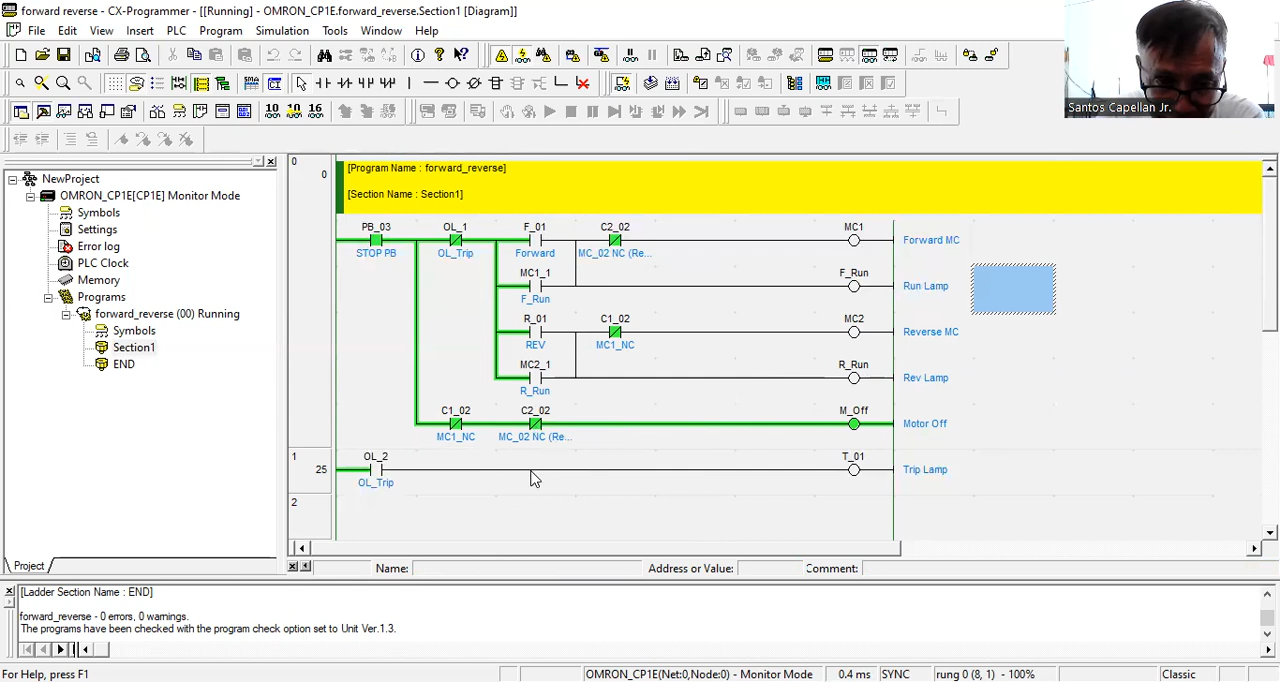 forward reverse - CX-Programmer - [[Running] - OMRON_CP1E.forward_reverse.Section1 [Diagram]]
File Edit View Insert PLC Program Simulation Tools Window Help
10 10 16
Santos Capellan Jr.
NewProject
OMRON_CP1E[CP1E] Monitor Mode
Symbols
Settings
Error log
PLC Clock
Memory
Programs
forward_reverse (00) Running
Symbols
Section1
END
Project
0
0
[Program Name : forward_reverse]
[Section Name : Section1]
PB_03 OL_1 F_01 C2_02 MC1
Forward MC
STOP PB OL_Trip Forward MC_02 NC (Re...
MC1_1 F_Run
Run Lamp
F_Run
R_01 C1_02 MC2
Reverse MC
REV MC1_NC
MC2_1 R_Run
Rev Lamp
R_Run
C1_02 C2_02 M_Off
Motor Off
MC1_NC MC_02 NC (Re...
1
25
OL_2 T_01
Trip Lamp
OL_Trip
2
Name: Address or Value: Comment:
[Ladder Section Name : END]
forward_reverse - 0 errors, 0 warnings.
The programs have been checked with the program check option set to Unit Ver.1.3.
For Help, press F1 OMRON_CP1E(Net:0,Node:0) - Monitor Mode 0.4 ms SYNC rung 0 (8, 1) - 100% Classic